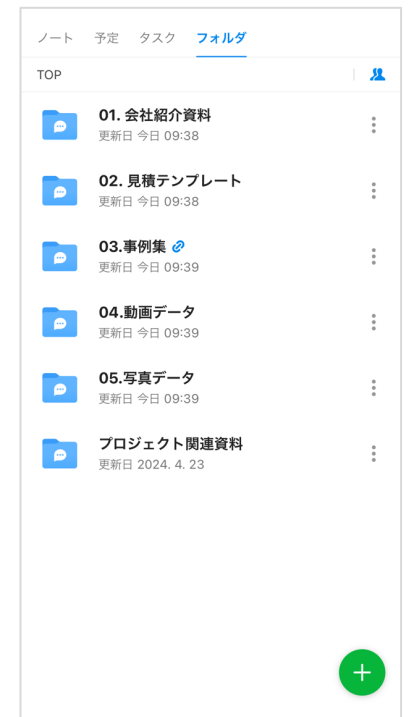 ノート 予定 タスク フォルダ
TOP
01. 会社紹介資料
更新日 今日 09:38
02. 見積テンプレート
更新日 今日 09:38
03.事例集
更新日 今日 09:39
04.動画データ
更新日 今日 09:39
05.写真データ
更新日 今日 09:39
プロジェクト関連資料
更新日 2024. 4. 23